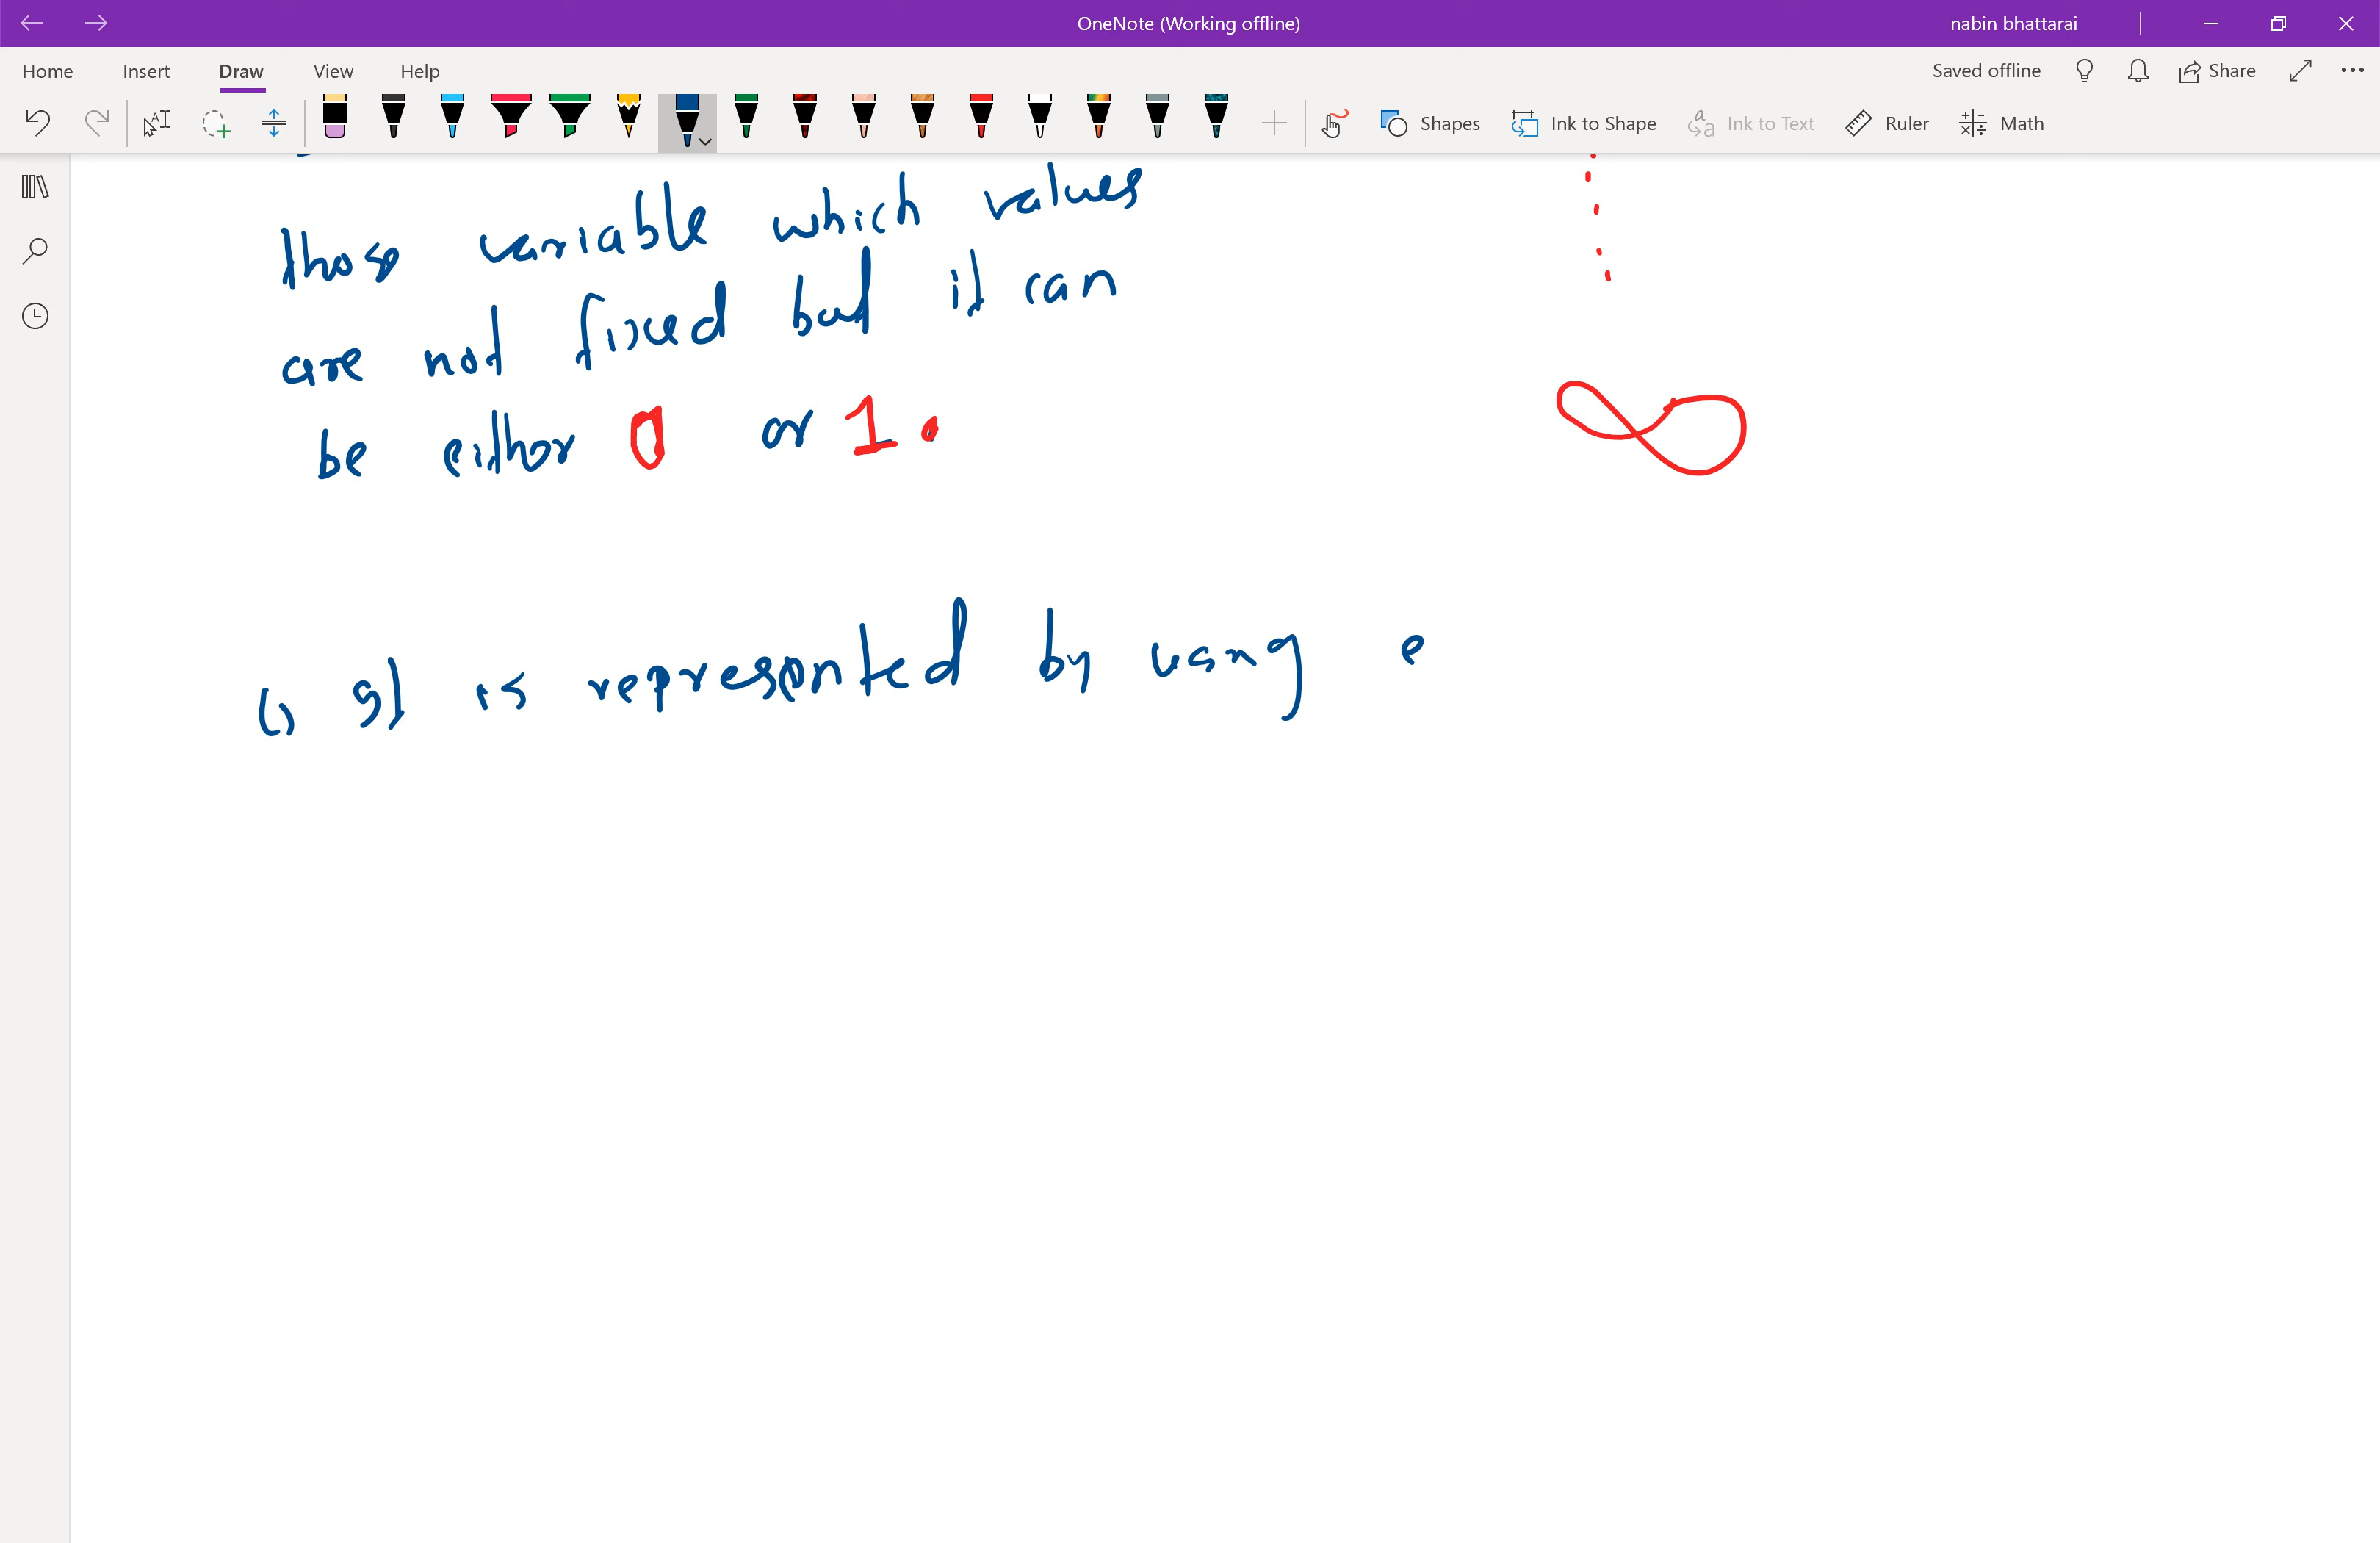 OneNote (Working offline)
nabin bhattarai
Home Insert Draw View Help
Saved offline Share
Shapes Ink to Shape Ink to Text Ruler Math
those variable which values
are not fixed but it can
be either 0 or 1.
It is represented by using e